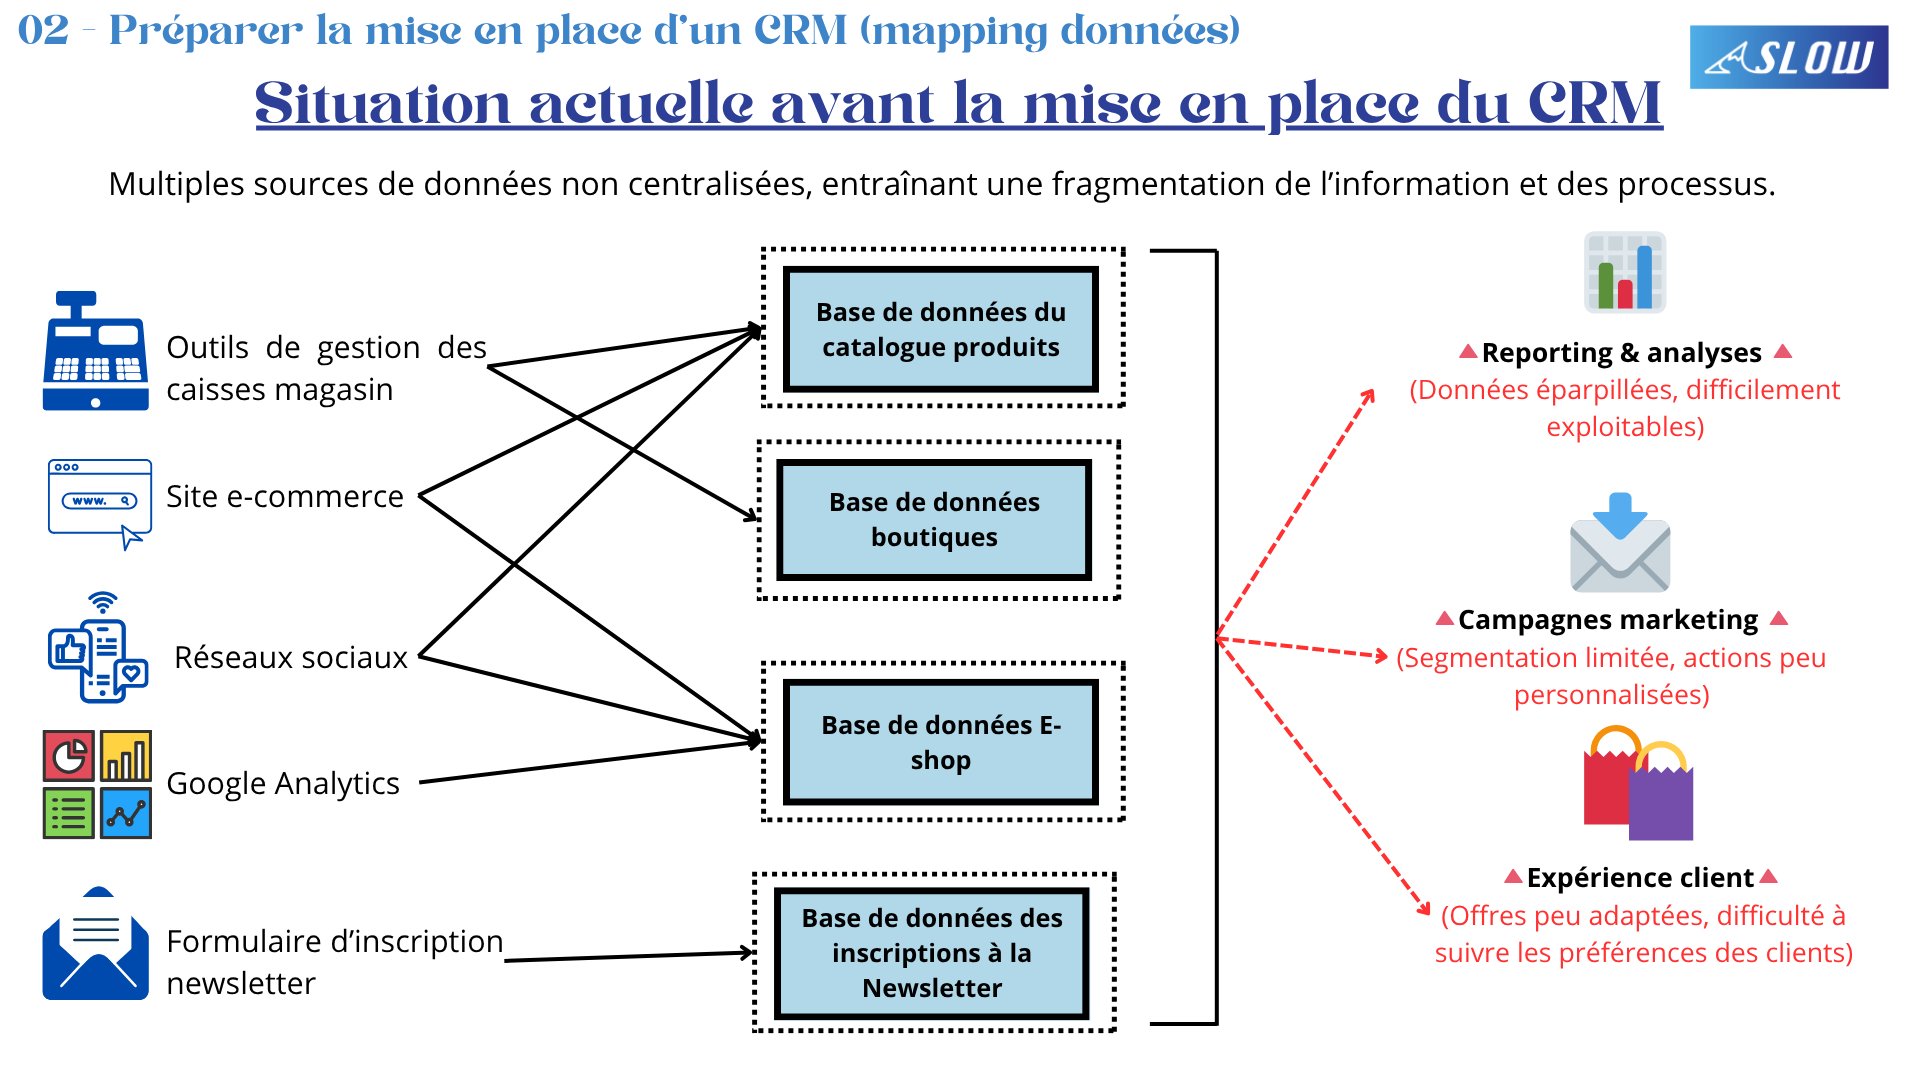 02 - Préparer la mise en place d'un CRM (mapping données)
SLOW
Situation actuelle avant la mise en place du CRM
Multiples sources de données non centralisées, entraînant une fragmentation de l’information et des processus.
Outils de gestion des
caisses magasin
www.
Site e-commerce
Réseaux sociaux
Google Analytics
Formulaire d’inscription
newsletter
Base de données du
catalogue produits
Base de données
boutiques
Base de données E-
shop
Base de données des
inscriptions à la
Newsletter
Reporting & analyses
(Données éparpillées, difficilement
exploitables)
Campagnes marketing
(Segmentation limitée, actions peu
personnalisées)
Expérience client
(Offres peu adaptées, difficulté à
suivre les préférences des clients)